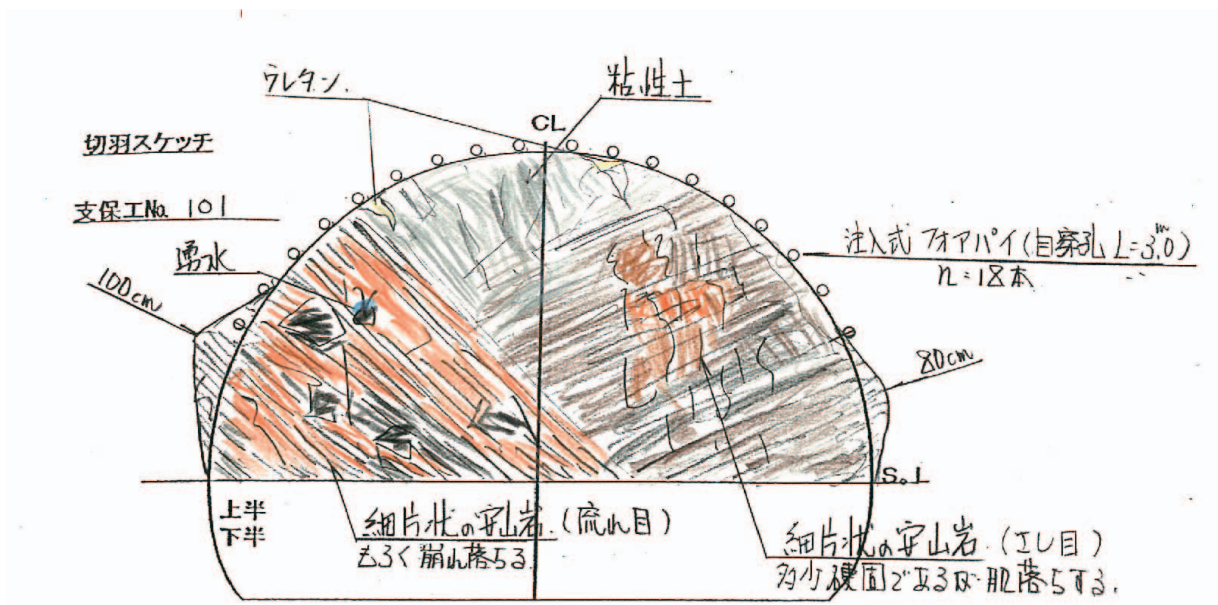 ウレタン.
粘性土
CL
切羽スケッチ
支保工No. 101
湧水
100cm
注入式 フォアパイ(自穿孔 L=3.0m)
n=18本
80cm
S.L
上半
下半
細片状の安山岩.(流れ目)
もろく崩れ落ちる.
細片状の安山岩.(サシ目)
多少硬固であるが肌落ちする.